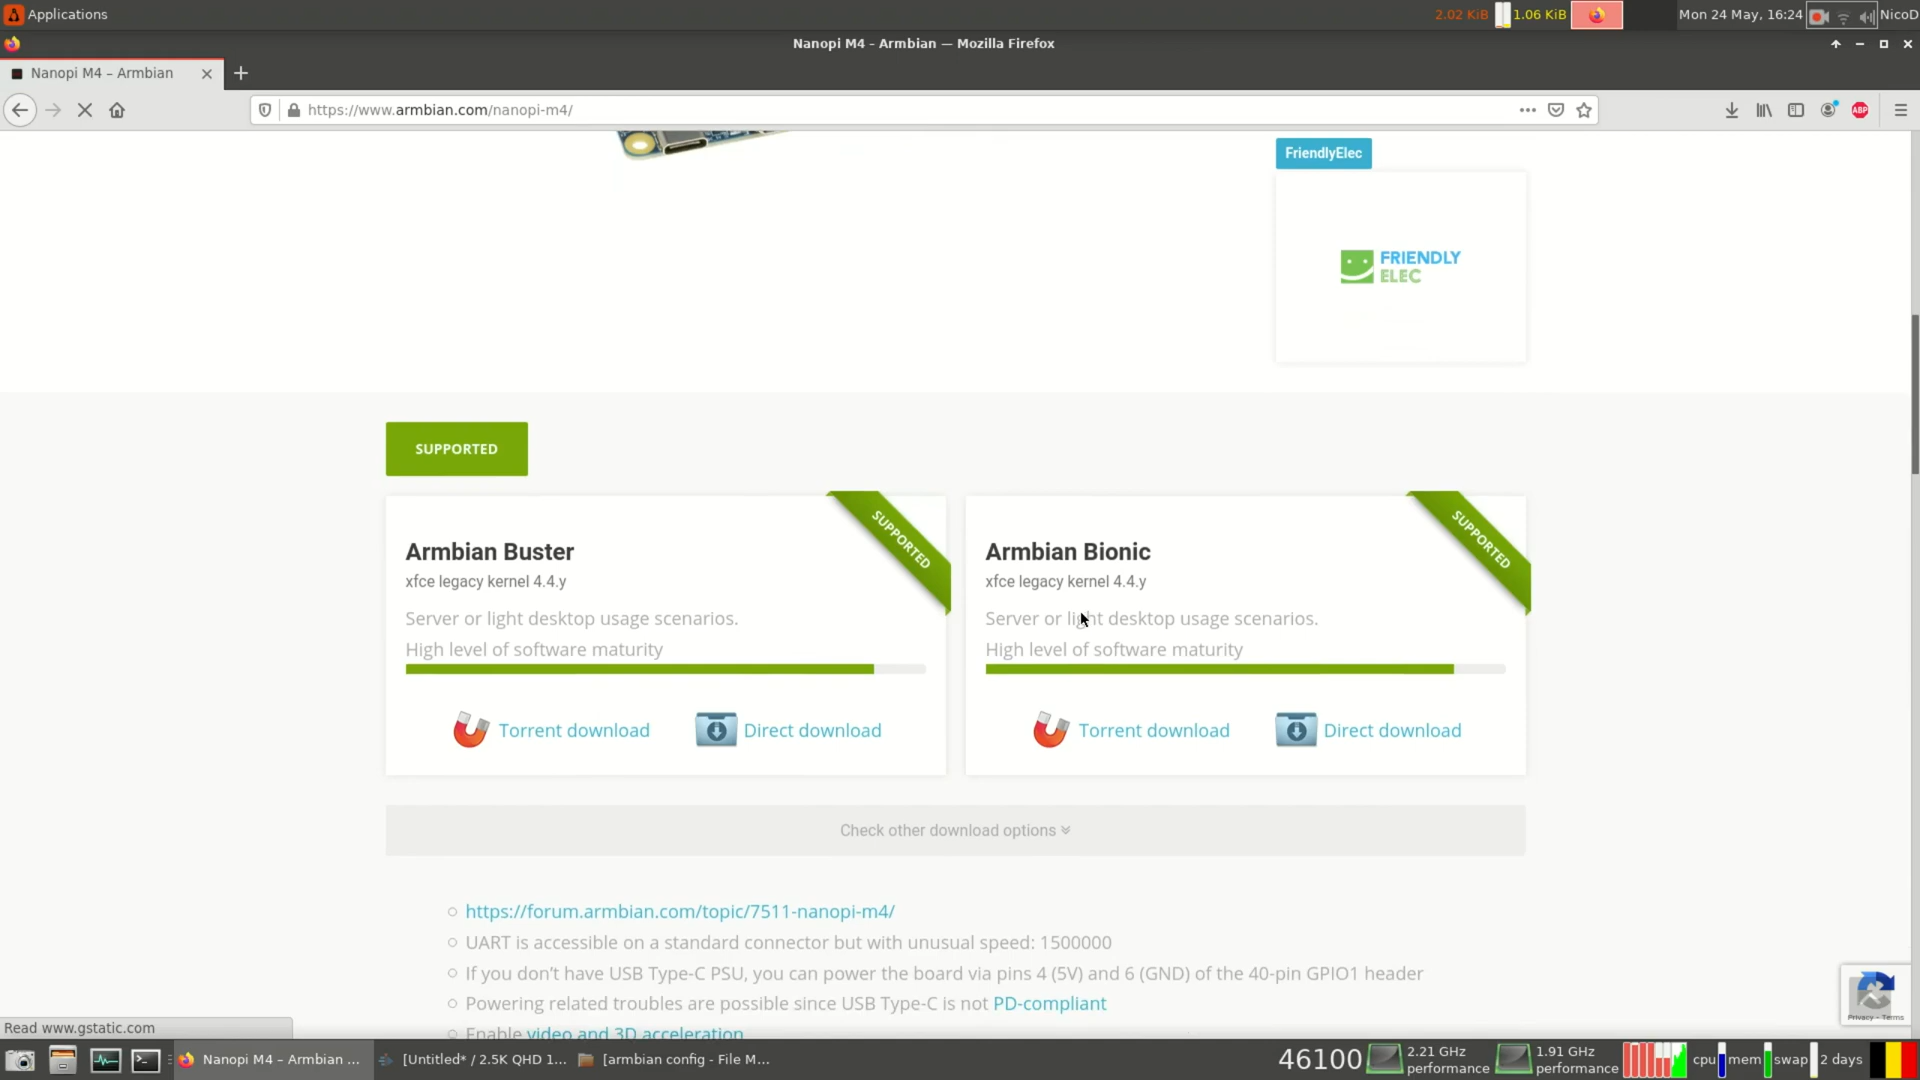 Applications
2.02 KiB
1.06 KiB
Mon 24 May, 16:24
NicoD
Nanopi M4 - Armbian — Mozilla Firefox
Nanopi M4 – Armbian
https://www.armbian.com/nanopi-m4/
ABP
FriendlyElec
FRIENDLY
ELEC
SUPPORTED
SUPPORTED
SUPPORTED
Armbian Buster
xfce legacy kernel 4.4.y
Server or light desktop usage scenarios.
High level of software maturity
Torrent download
Direct download
Armbian Bionic
xfce legacy kernel 4.4.y
Server or light desktop usage scenarios.
High level of software maturity
Torrent download
Direct download
Check other download options
https://forum.armbian.com/topic/7511-nanopi-m4/
UART is accessible on a standard connector but with unusual speed: 1500000
If you don’t have USB Type-C PSU, you can power the board via pins 4 (5V) and 6 (GND) of the 40-pin GPIO1 header
Powering related troubles are possible since USB Type-C is not PD-compliant
Enable video and 3D acceleration
Privacy - Terms
Read www.gstatic.com
Nanopi M4 – Armbian ...
[Untitled* / 2.5K QHD 1...
[armbian config - File M...
46100
2.21 GHz
performance
1.91 GHz
performance
cpu
mem
swap
2 days